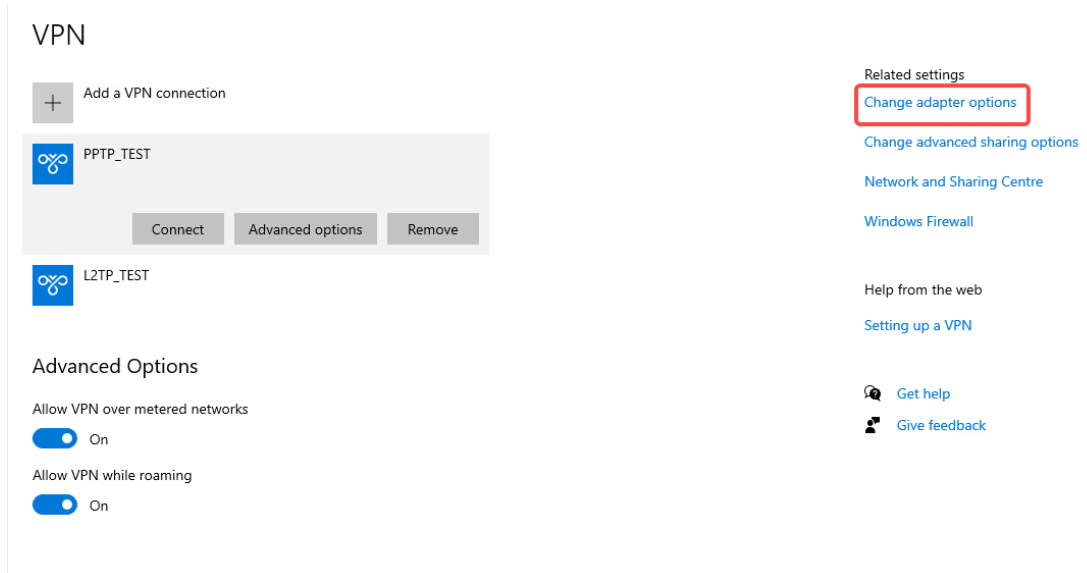 VPN
Add a VPN connection
PPTP_TEST
Connect
Advanced options
Remove
L2TP_TEST
Advanced Options
Allow VPN over metered networks
On
Allow VPN while roaming
On
Related settings
Change adapter options
Change advanced sharing options
Network and Sharing Centre
Windows Firewall
Help from the web
Setting up a VPN
Get help
Give feedback